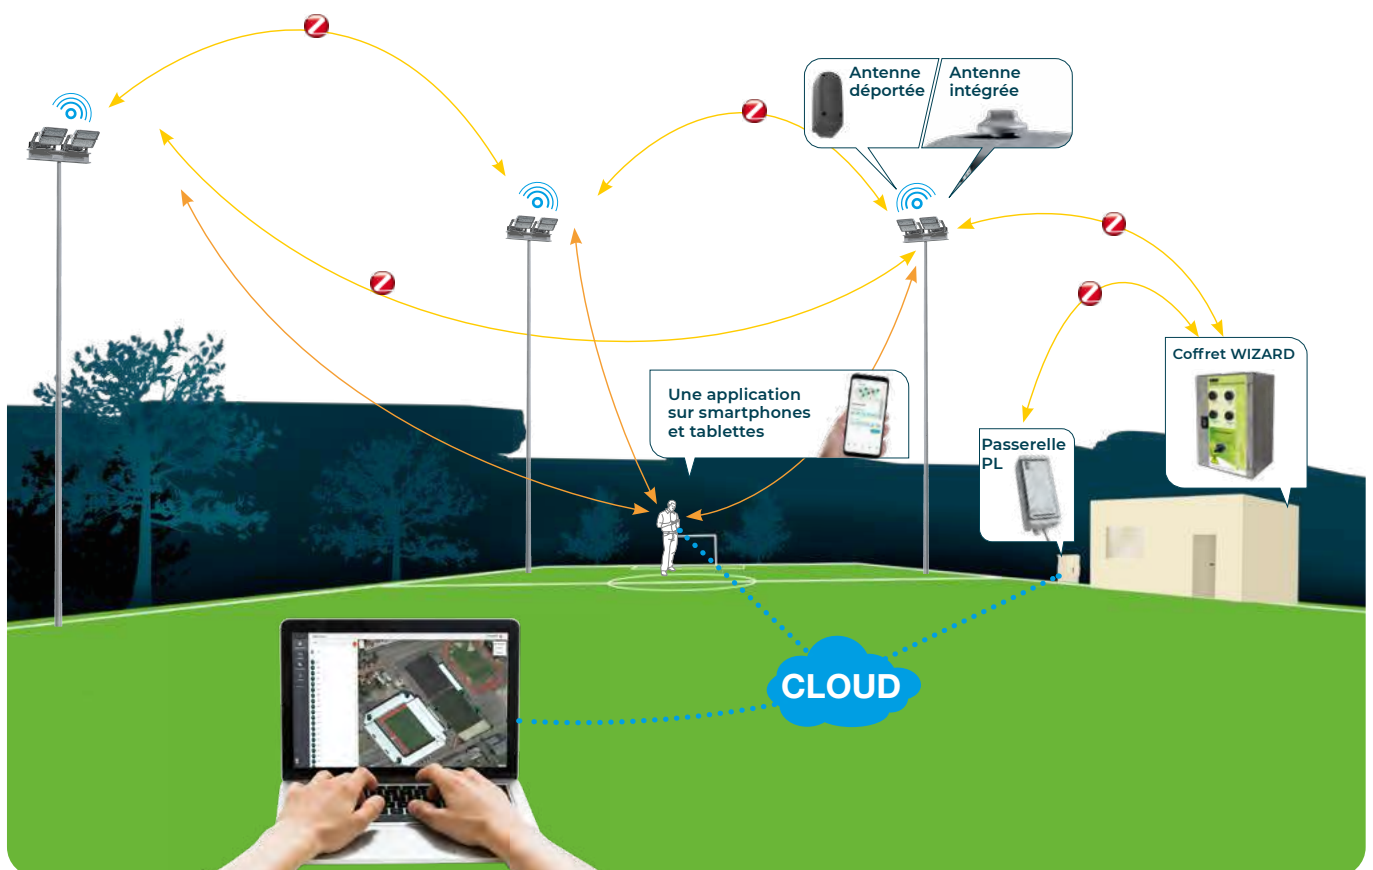 Antenne
déportée
Antenne
intégrée
Coffret WIZARD
Une application
sur smartphones
et tablettes
Passerelle
PL
CLOUD